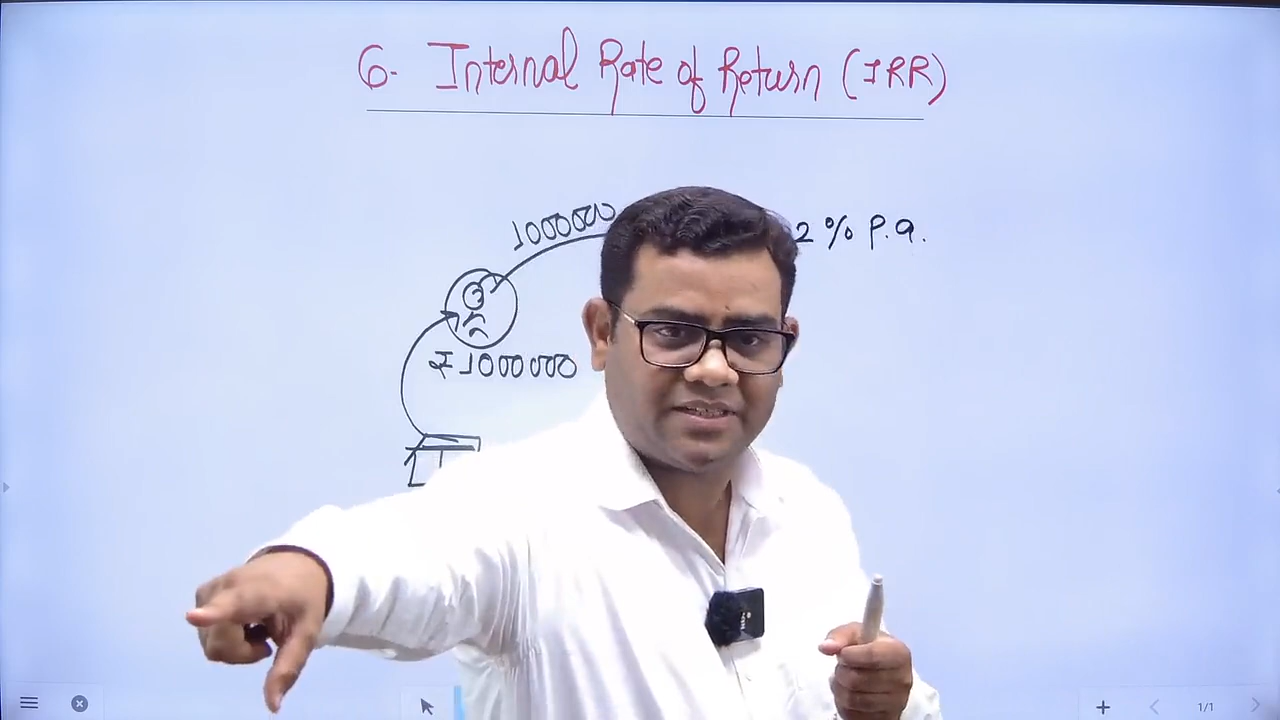 6. Internal Rate of Return (IRR)
1000000
2 % P.a.
₹1000000
1/1